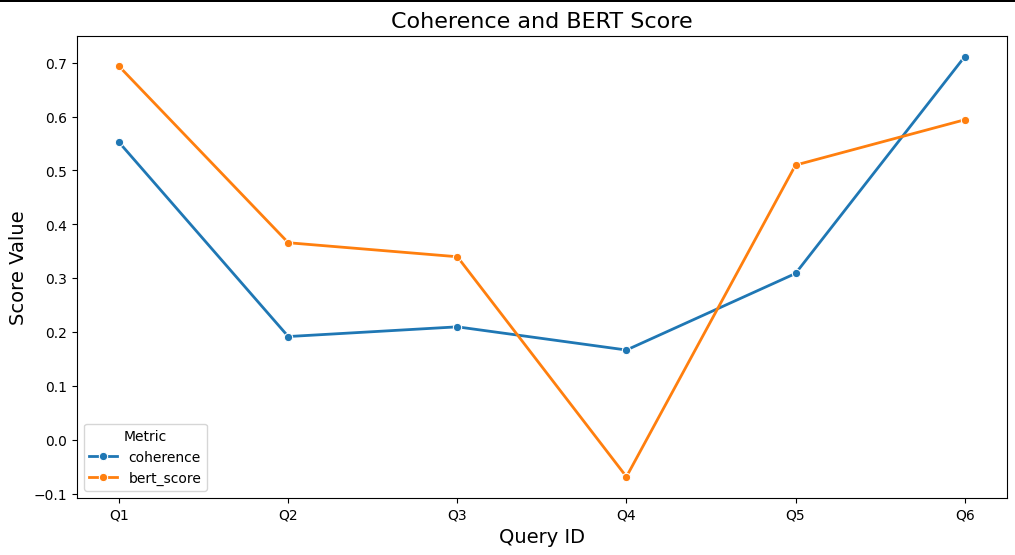 Coherence and BERT Score
Score Value
0.7
0.6
0.5
0.4
0.3
0.2
0.1
0.0
−0.1
Metric
coherence
bert_score
Q1 Q2 Q3 Q4 Q5 Q6
Query ID